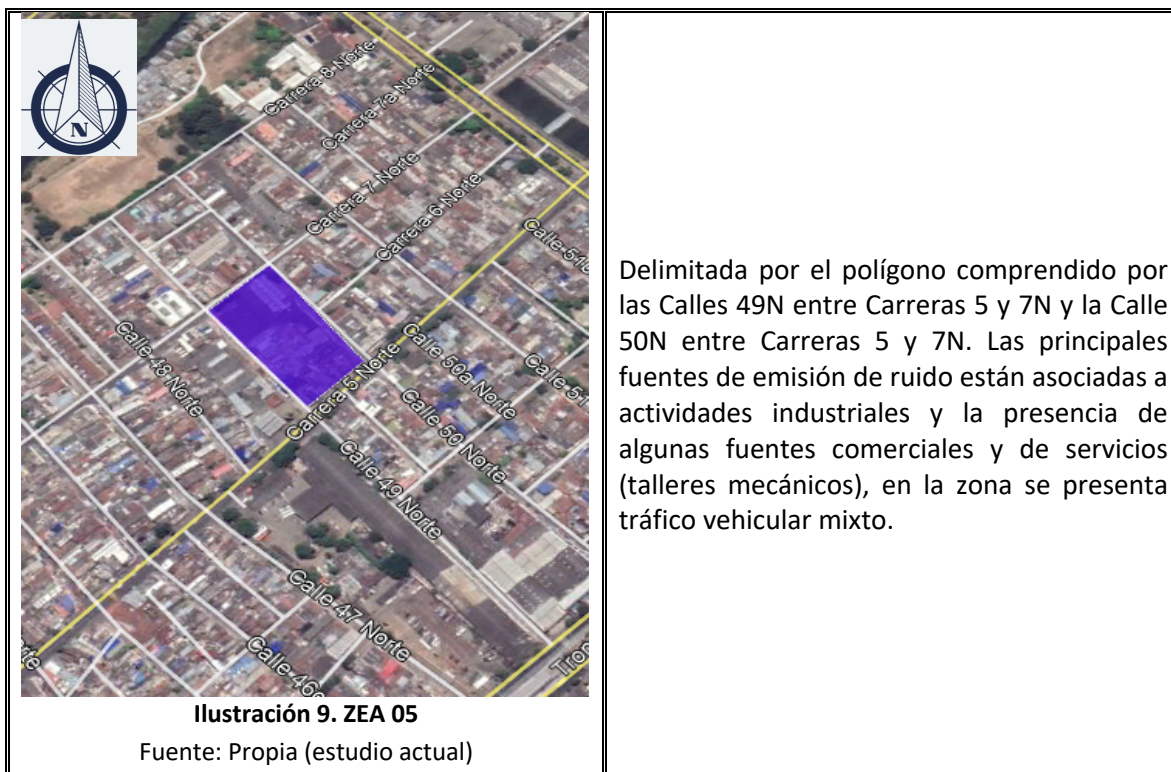 N
Carrera 8 Norte
Carrera 7a Norte
Carrera 7 Norte
Carrera 6 Norte
Carrera 5 Norte
Calle 48 Norte
Calle 50a Norte
Calle 50 Norte
Calle 49 Norte
Calle 47 Norte
Ilustración 9. ZEA 05
Fuente: Propia (estudio actual)
Delimitada por el polígono comprendido por
las Calles 49N entre Carreras 5 y 7N y la Calle
50N entre Carreras 5 y 7N. Las principales
fuentes de emisión de ruido están asociadas a
actividades industriales y la presencia de
algunas fuentes comerciales y de servicios
(talleres mecánicos), en la zona se presenta
tráfico vehicular mixto.